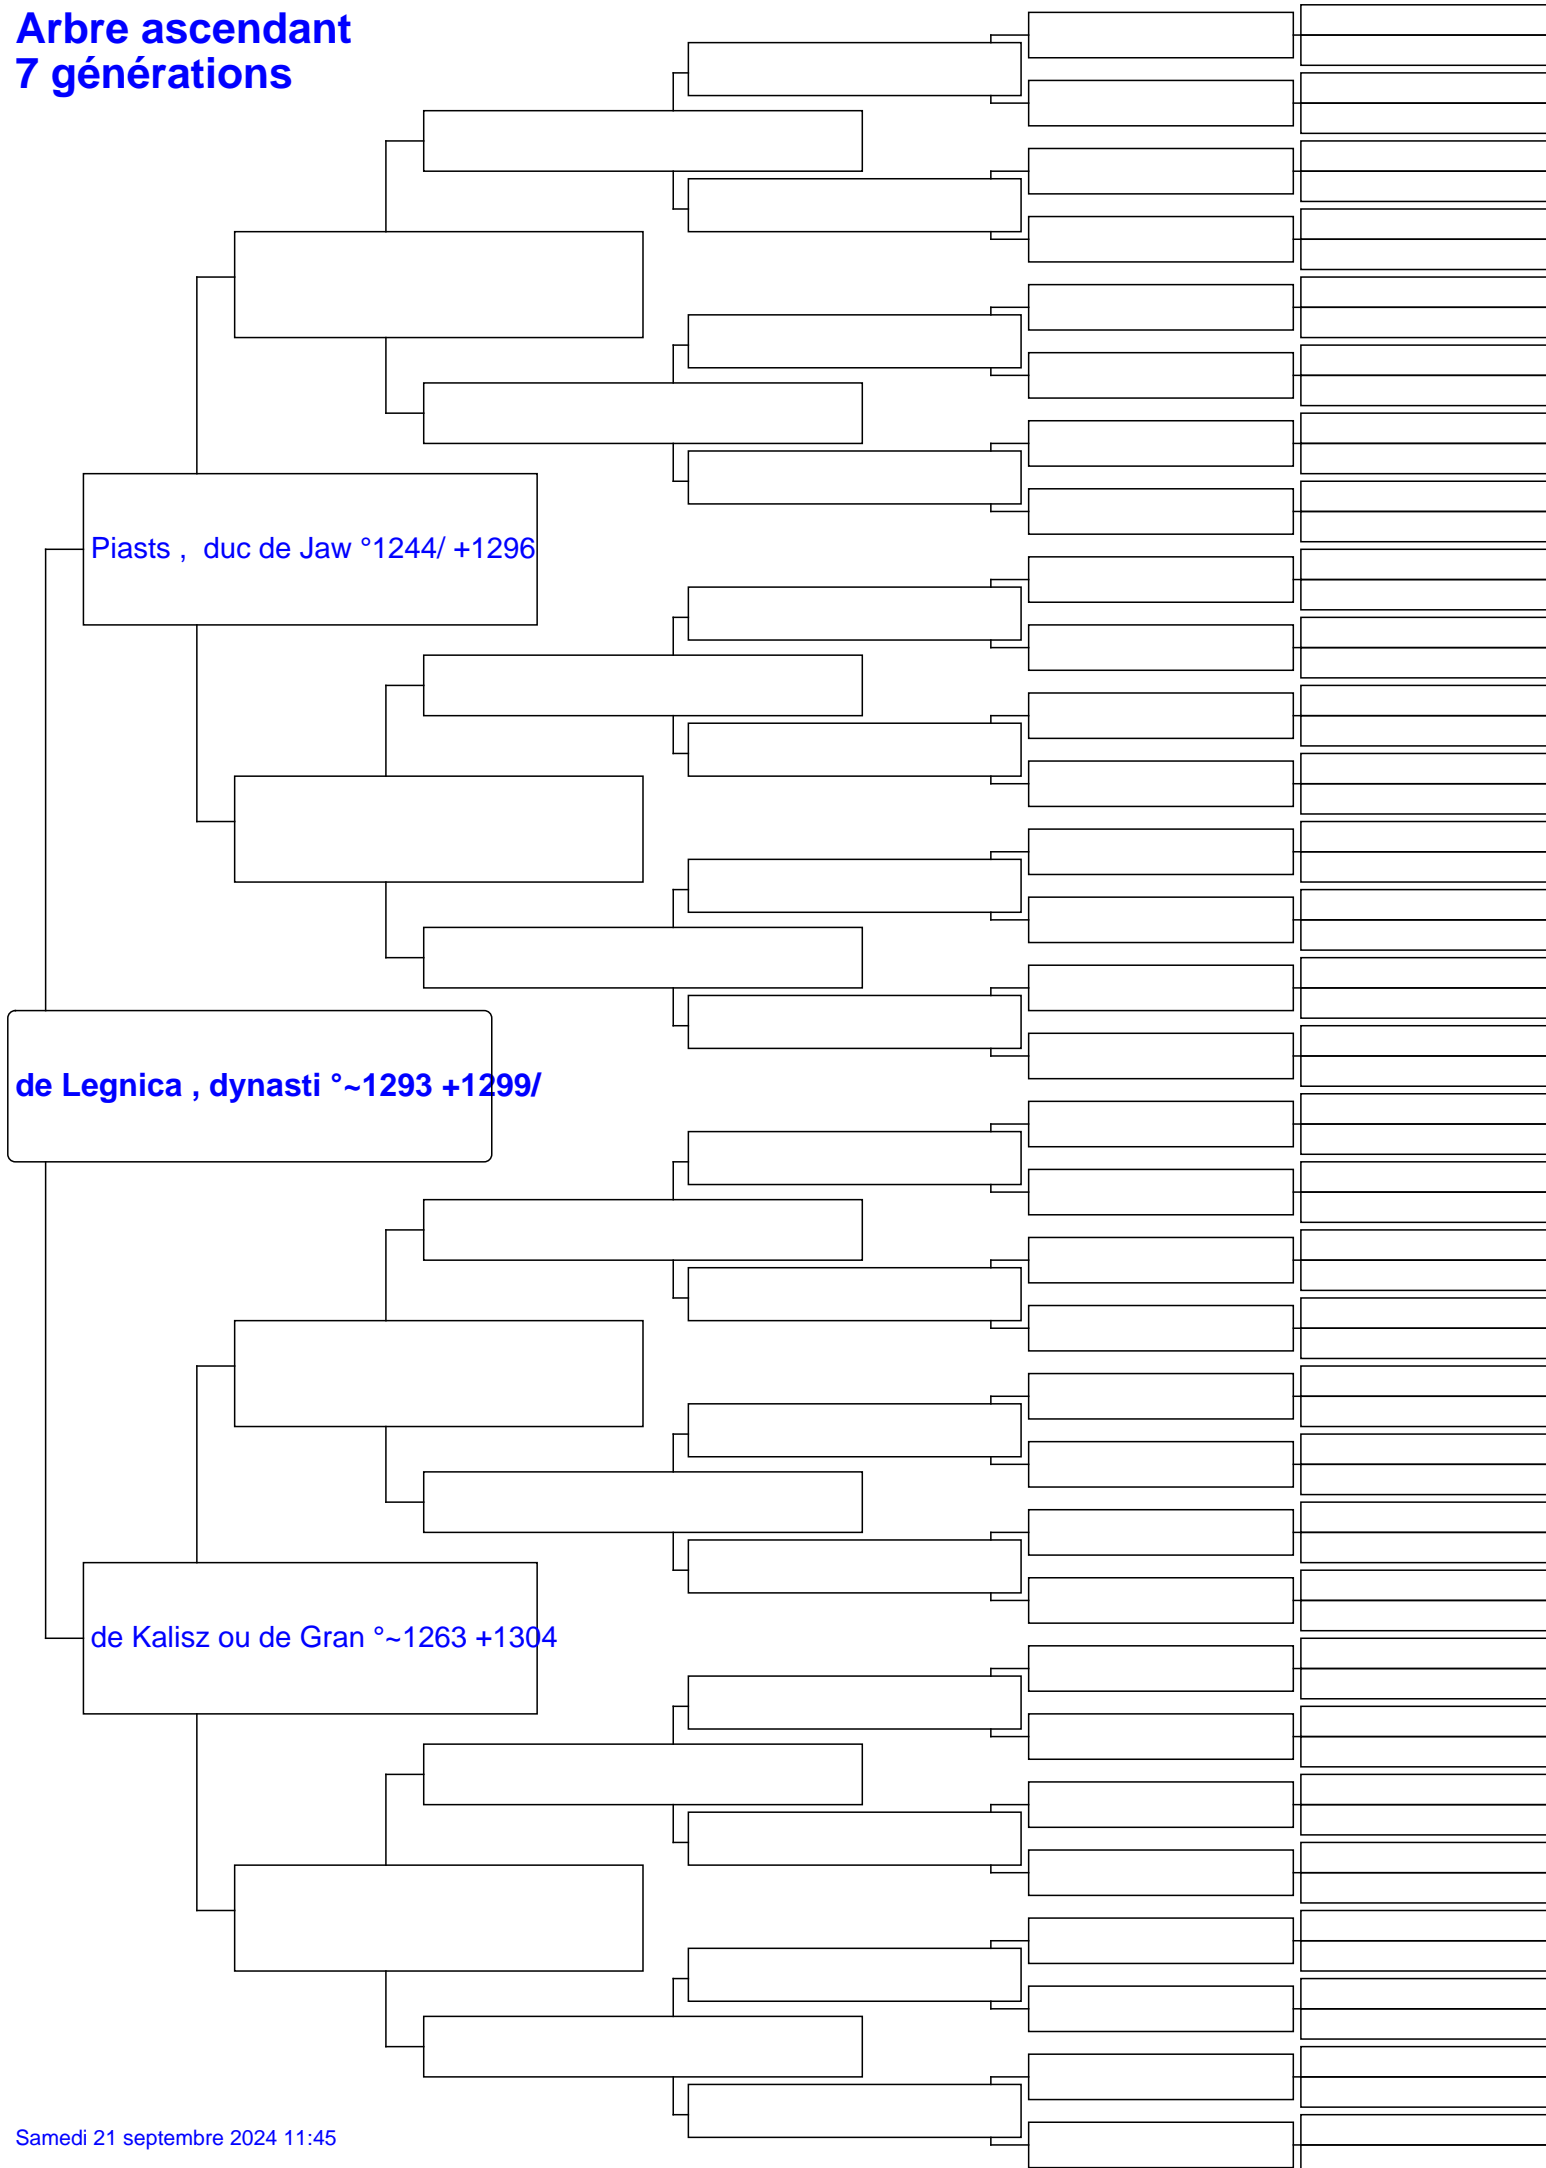 Arbre ascendant
7 générations
Piasts ,  duc de Jaw °1244/ +1296
de Legnica , dynasti °~1293 +1299/
de Kalisz ou de Gran °~1263 +1304
Samedi 21 septembre 2024 11:45